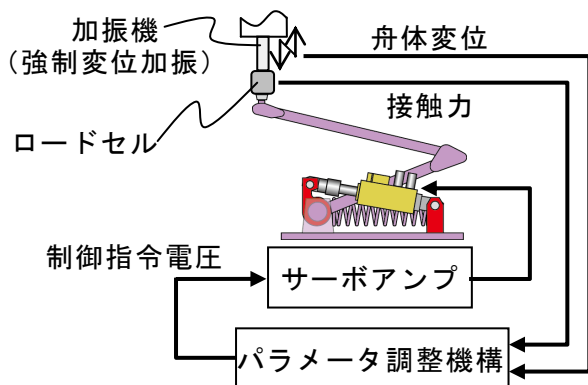 加振機
(強制変位加振)
舟体変位
接触力
ロードセル
制御指令電圧
サーボアンプ
パラメータ調整機構